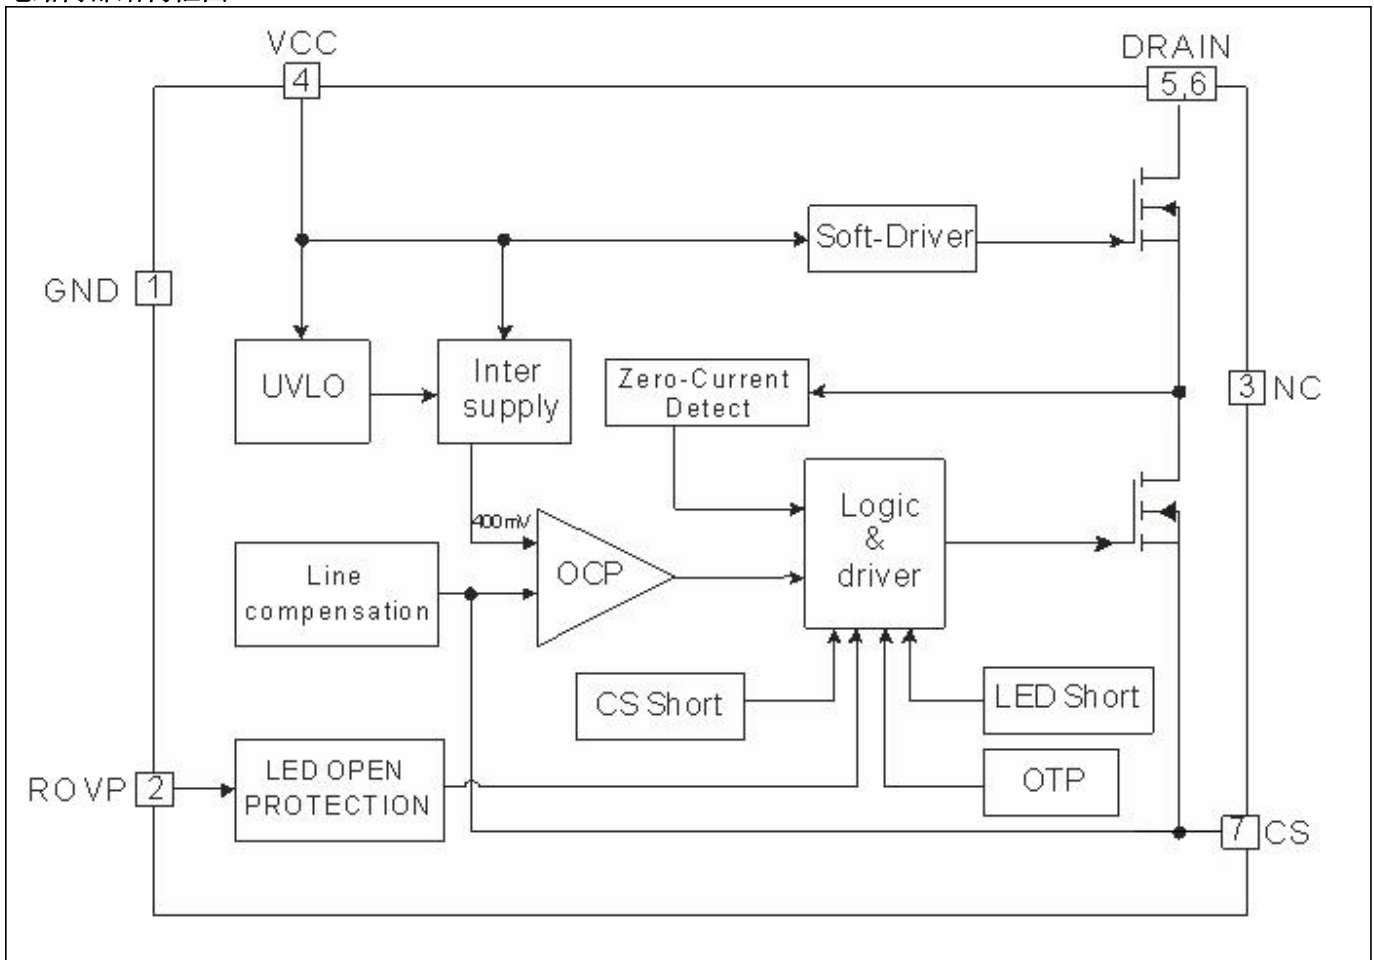 VCC
4
DRAIN
5,6
Soft-Driver
GND
1
UVLO
Inter
supply
Zero-Current
Detect
3
NC
Logic
&
driver
400mV
OCP
Line
compensation
CS Short
LED Short
LED OPEN
PROTECTION
OTP
ROVP
2
7
CS